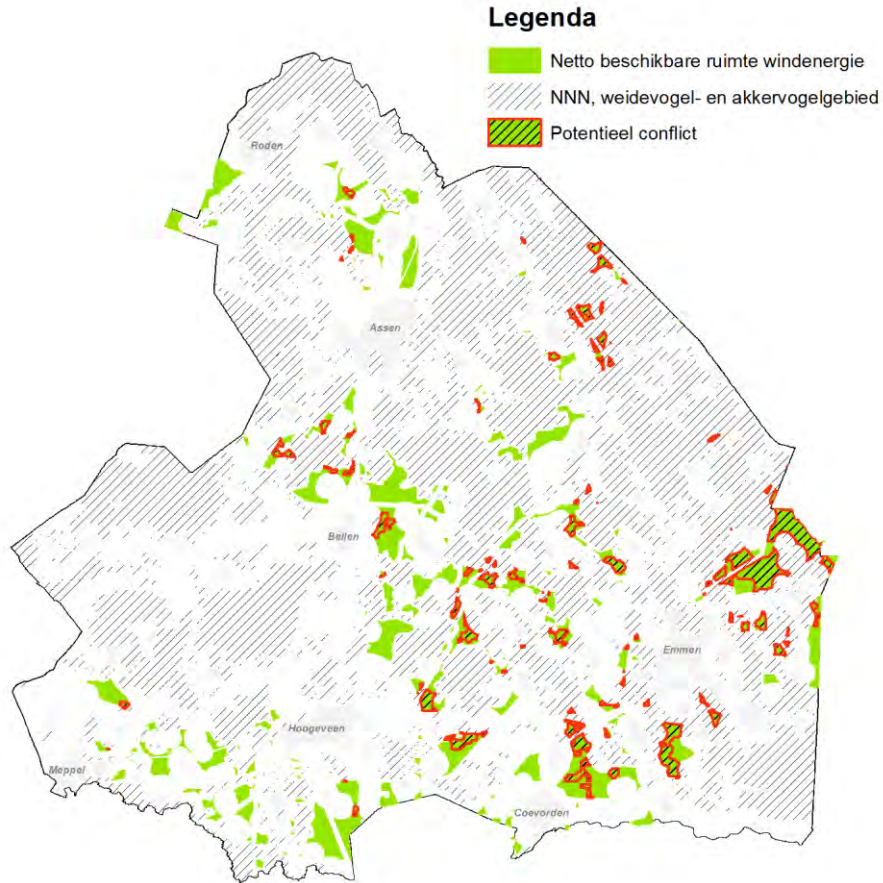 Legenda
Netto beschikbare ruimte windenergie
NNN, weidevogel- en akkervogelgebied
Potentieel conflict
Roden
Assen
Beilen
Emmen
Hoogeveen
Meppel
Coevorden